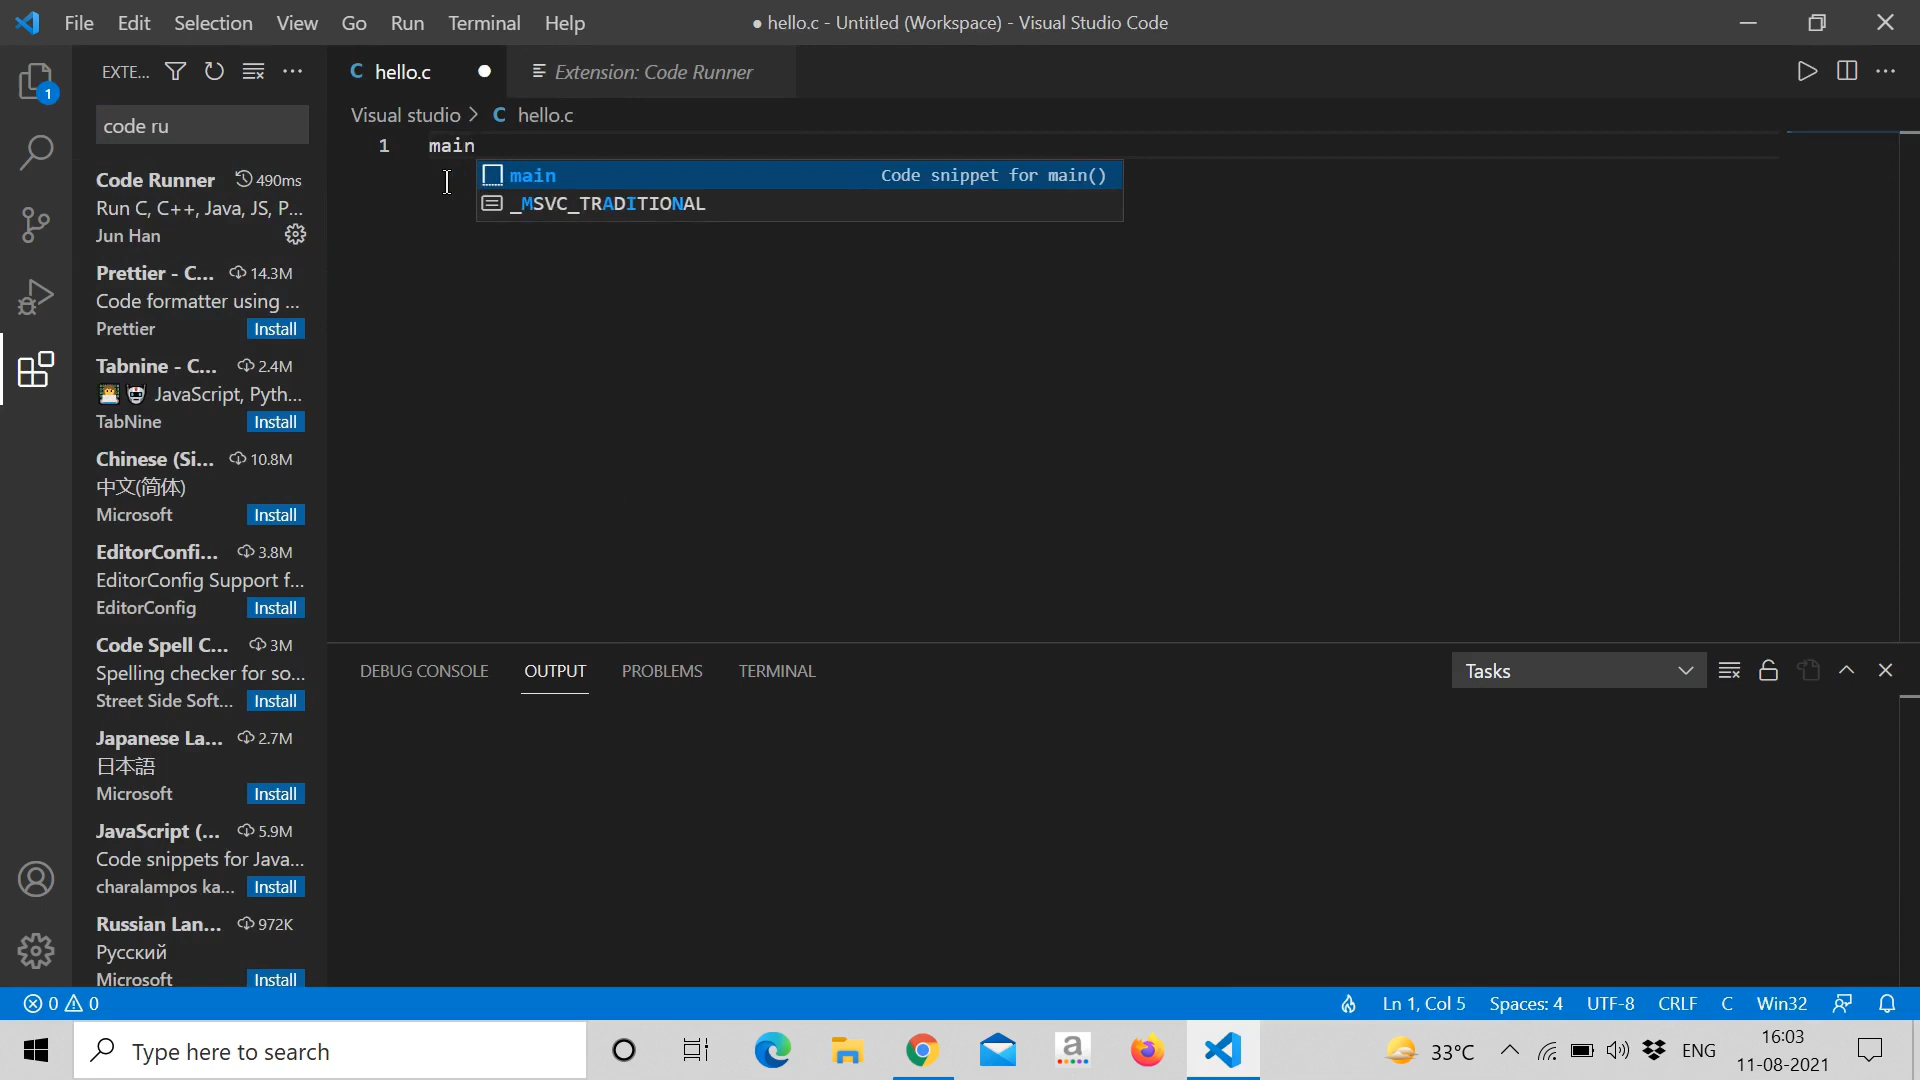 File Edit Selection View Go Run Terminal Help
● hello.c - Untitled (Workspace) - Visual Studio Code
EXTE...
C hello.c
Extension: Code Runner
code ru
Visual studio > C hello.c
1 main
main Code snippet for main()
_MSVC_TRADITIONAL
Code Runner 490ms
Run C, C++, Java, JS, P...
Jun Han
Prettier - C... 14.3M
Code formatter using ...
Prettier Install
Tabnine - C... 2.4M
JavaScript, Pyth...
TabNine Install
Chinese (Si... 10.8M
中文(简体)
Microsoft Install
EditorConfi... 3.8M
EditorConfig Support f...
EditorConfig Install
Code Spell C... 3M
Spelling checker for so...
Street Side Soft... Install
Japanese La... 2.7M
日本語
Microsoft Install
JavaScript (... 5.9M
Code snippets for Java...
charalampos ka... Install
Russian Lan... 972K
Русский
Microsoft Install
1
DEBUG CONSOLE OUTPUT PROBLEMS TERMINAL
Tasks
0 0
Ln 1, Col 5 Spaces: 4 UTF-8 CRLF C Win32
Type here to search
a
33°C
ENG
16:03
11-08-2021